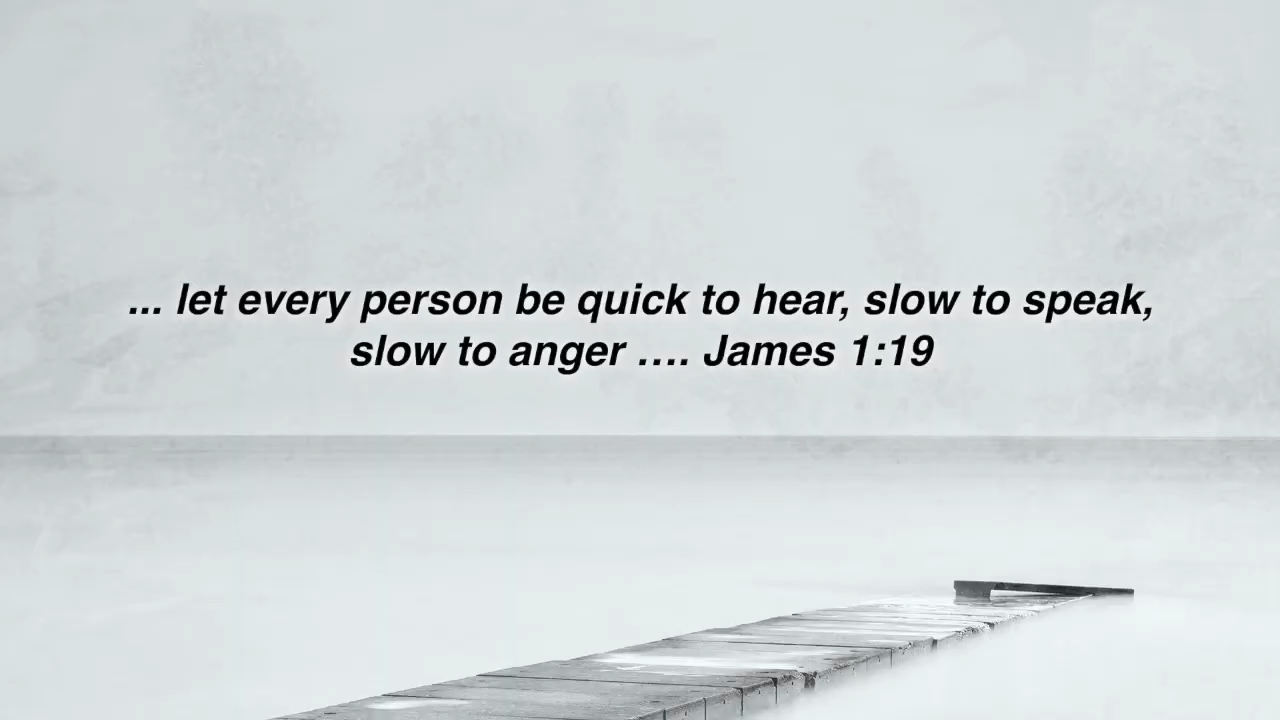 ... let every person be quick to hear, slow to speak,
slow to anger …. James 1:19